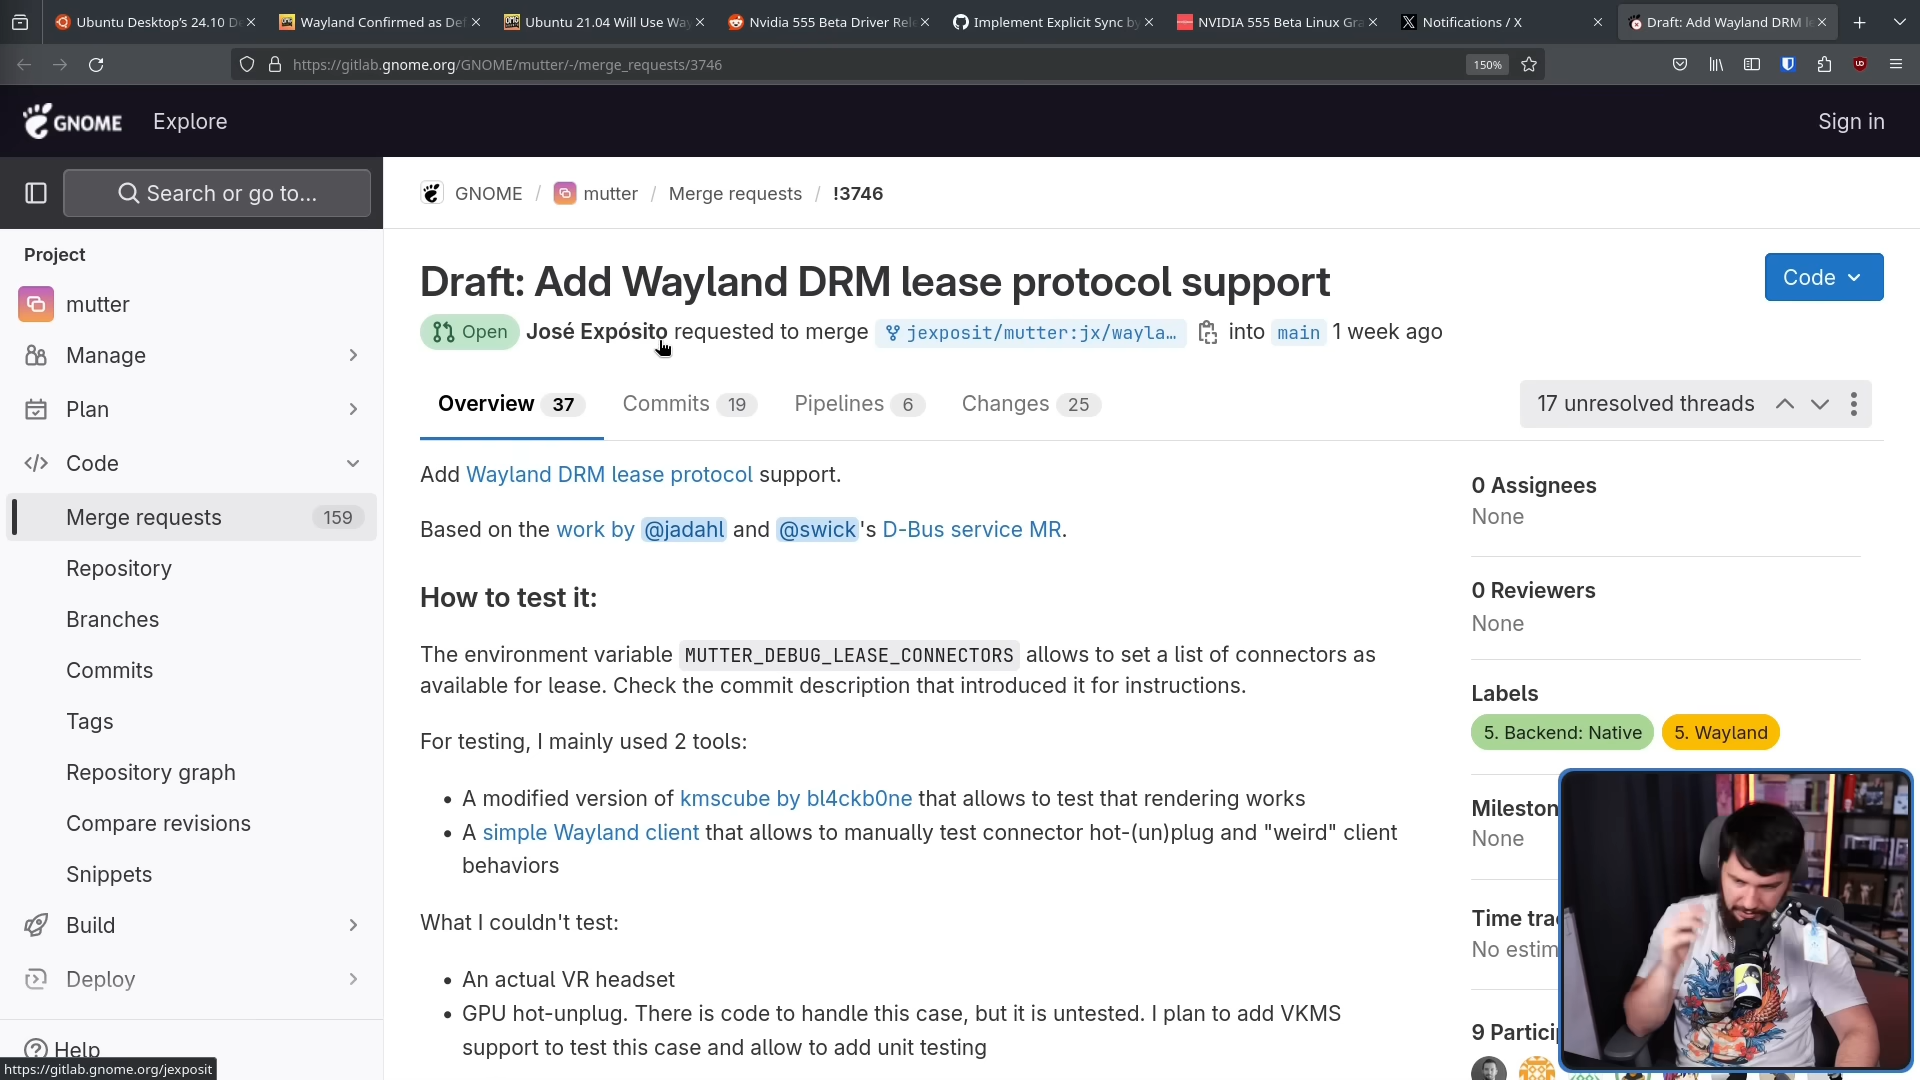 Ubuntu Desktop's 24.10 D
Wayland Confirmed as De
Ubuntu 21.04 Will Use Wa
Nvidia 555 Beta Driver Rel
Implement Explicit Sync by
NVIDIA 555 Beta Linux Gra
Notifications / X
Draft: Add Wayland DRM le
https://gitlab.gnome.org/GNOME/mutter/-/merge_requests/3746
150%
GNOME
Explore
Sign in
Search or go to...
GNOME / mutter / Merge requests / !3746
Project
mutter
Manage
Plan
Code
Merge requests 159
Repository
Branches
Commits
Tags
Repository graph
Compare revisions
Snippets
Build
Deploy
Help
https://gitlab.gnome.org/jexposit
Draft: Add Wayland DRM lease protocol support
Code
Open José Expósito requested to merge jexposit/mutter:jx/wayla… into main 1 week ago
Overview 37 Commits 19 Pipelines 6 Changes 25
17 unresolved threads
Add Wayland DRM lease protocol support.
Based on the work by @jadahl and @swick's D-Bus service MR.
How to test it:
The environment variable MUTTER_DEBUG_LEASE_CONNECTORS allows to set a list of connectors as
available for lease. Check the commit description that introduced it for instructions.
For testing, I mainly used 2 tools:
• A modified version of kmscube by bl4ckb0ne that allows to test that rendering works
• A simple Wayland client that allows to manually test connector hot-(un)plug and "weird" client
behaviors
What I couldn't test:
• An actual VR headset
• GPU hot-unplug. There is code to handle this case, but it is untested. I plan to add VKMS
support to test this case and allow to add unit testing
0 Assignees
None
0 Reviewers
None
Labels
5. Backend: Native
5. Wayland
Mileston
None
Time tra
No estim
9 Partici